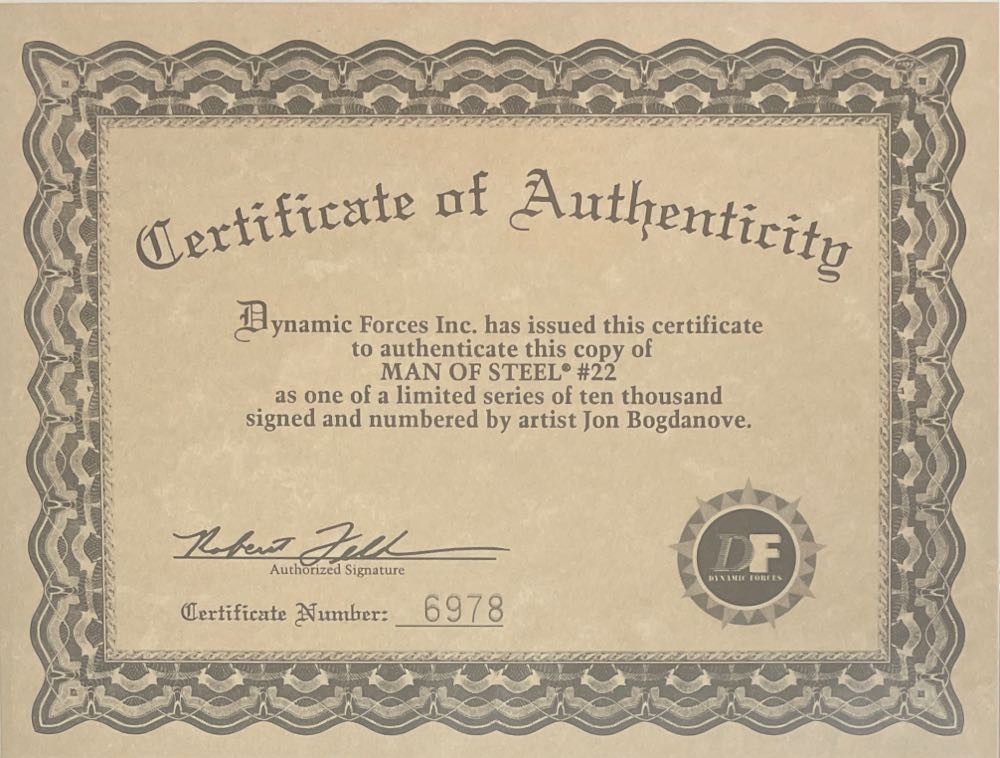 Certificate of Authenticity
Dynamic Forces Inc. has issued this certificate
to authenticate this copy of
MAN OF STEEL® #22
as one of a limited series of ten thousand
signed and numbered by artist Jon Bogdanove.
Robert Fell
Authorized Signature
Certificate Number: 6978
DF
DYNAMIC FORCES